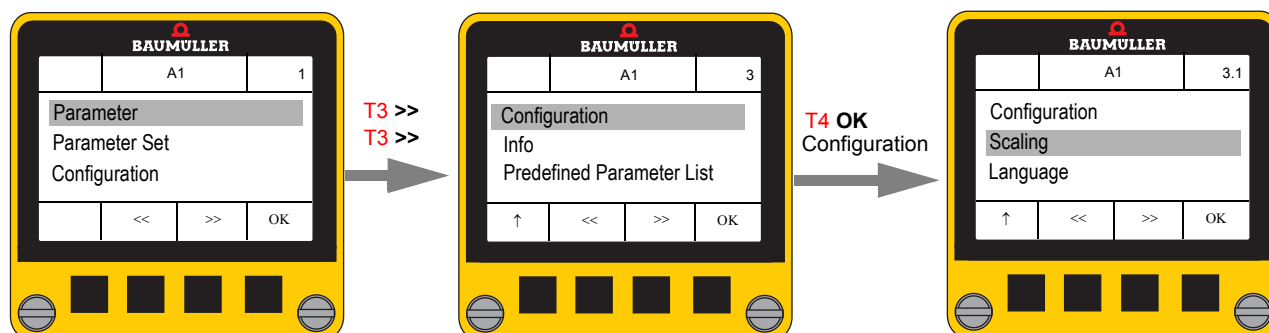 BAUMÜLLER
A1 1
Parameter
Parameter Set
Configuration
<< >> OK
T3 >>
T3 >>
BAUMÜLLER
A1 3
Configuration
Info
Predefined Parameter List
↑ << >> OK
T4 OK
Configuration
BAUMÜLLER
A1 3.1
Configuration
Scaling
Language
↑ << >> OK